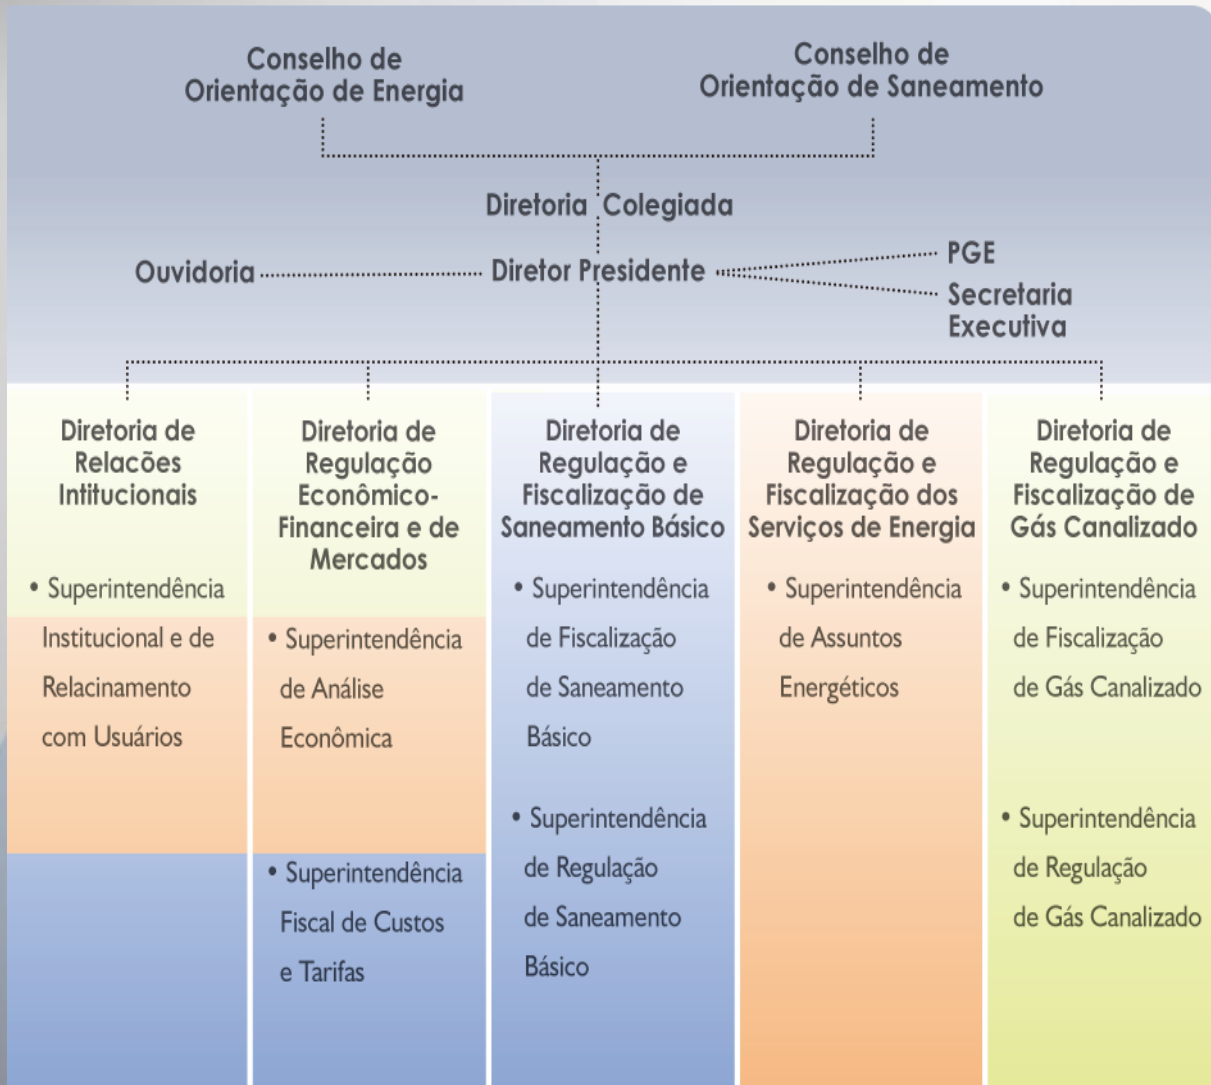 Conselho de
Orientação de Energia
Conselho de
Orientação de Saneamento
Diretoria Colegiada
Ouvidoria
Diretor Presidente
PGE
Secretaria
Executiva
Diretoria de
Relacões
Intitucionais
• Superintendência
Institucional e de
Relacinamento
com Usuários
Diretoria de
Regulação
Econômico-
Financeira e de
Mercados
• Superintendência
de Análise
Econômica
• Superintendência
Fiscal de Custos
e Tarifas
Diretoria de
Regulação e
Fiscalização de
Saneamento Básico
• Superintendência
de Fiscalização
de Saneamento
Básico
• Superintendência
de Regulação
de Saneamento
Básico
Diretoria de
Regulação e
Fiscalização dos
Serviços de Energia
• Superintendência
de Assuntos
Energéticos
Diretoria de
Regulação e
Fiscalização de
Gás Canalizado
• Superintendência
de Fiscalização
de Gás Canalizado
• Superintendência
de Regulação
de Gás Canalizado